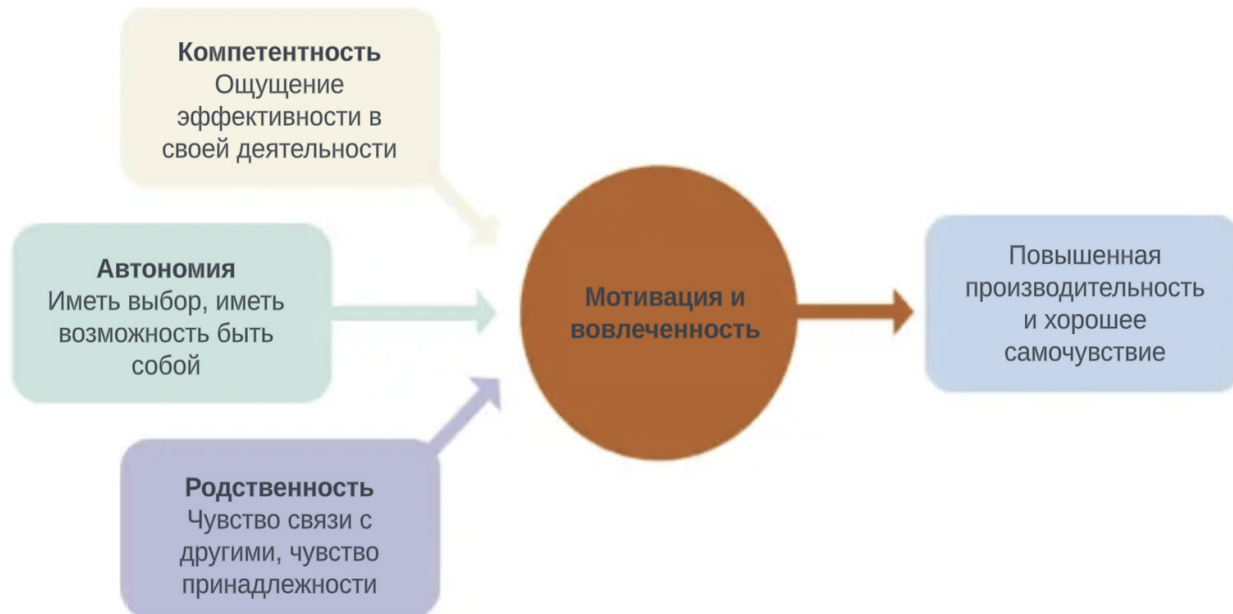 Компетентность
Ощущение
эффективности в
своей деятельности
Автономия
Иметь выбор, иметь
возможность быть
собой
Родственность
Чувство связи с
другими, чувство
принадлежности
Мотивация и
вовлеченность
Повышенная
производительность
и хорошее
самочувствие